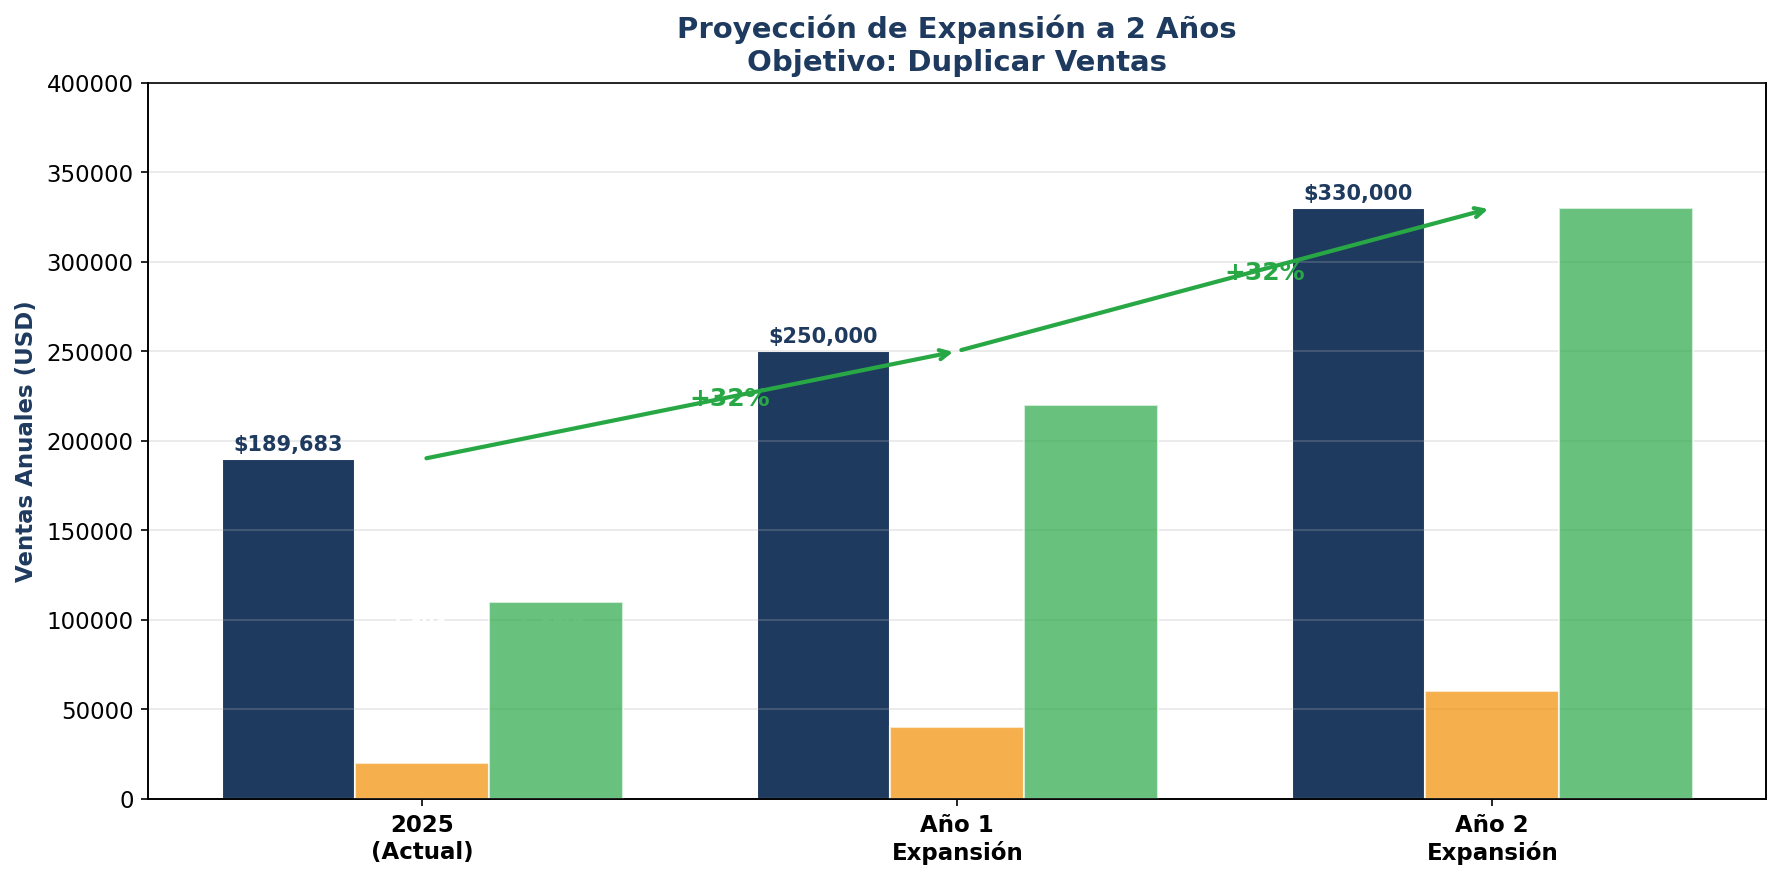 Proyección de Expansión a 2 Años
Objetivo: Duplicar Ventas
Ventas Anuales (USD)
400000
350000
300000
250000
200000
150000
100000
50000
0
$189,683
$250,000
$330,000
+32%
+32%
2025
(Actual)
Año 1
Expansión
Año 2
Expansión